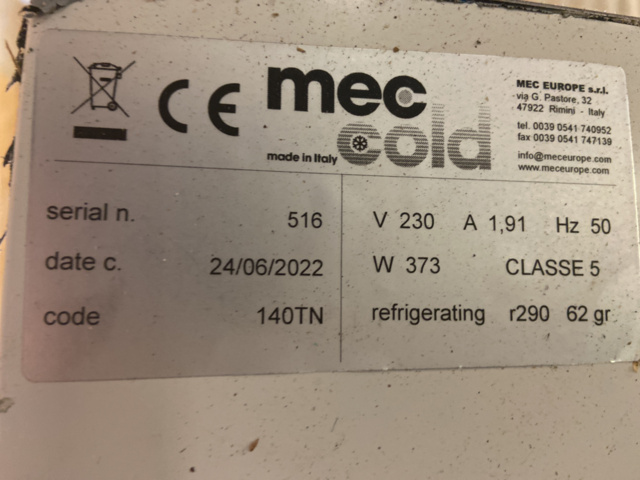 CE
mec
cold
made in Italy
MEC EUROPE s.r.l.
via G. Pastore, 32
47922 Rimini - Italy
tel. 0039 0541 740952
fax 0039 0541 747139
info@meceurope.com
www.meceurope.com
serial n. 516
date c. 24/06/2022
code 140TN
V 230 A 1,91 Hz 50
W 373 CLASSE 5
refrigerating r290 62 gr